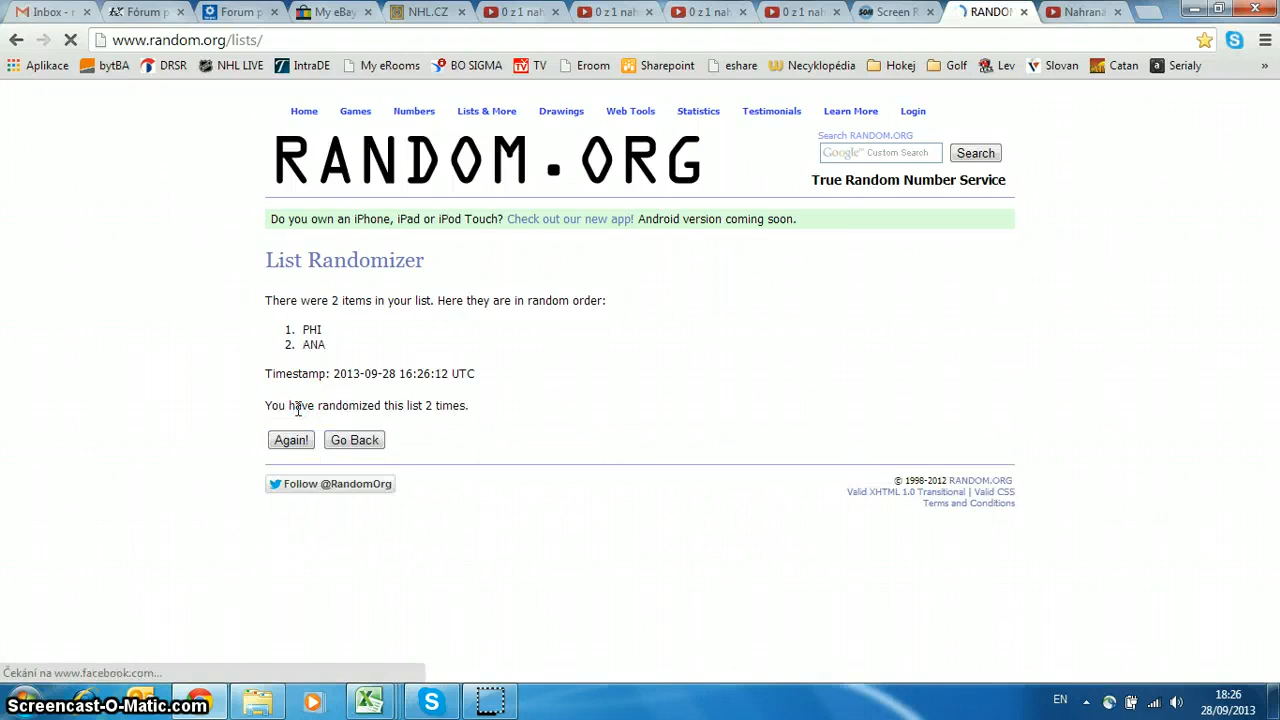 Inbox - r
Fórum p
Forum p
My eBay
NHL.CZ
0 z 1 nah
0 z 1 nah
0 z 1 nah
0 z 1 nah
Screen R
RANDOM
Nahrana
www.random.org/lists/
Aplikace
bytBA
DRSR
NHL LIVE
IntraDE
My eRooms
BO SIGMA
TV
Eroom
Sharepoint
eshare
Necyklopédia
Hokej
Golf
Lev
Slovan
Catan
Serialy
»
Home
Games
Numbers
Lists & More
Drawings
Web Tools
Statistics
Testimonials
Learn More
Login
RANDOM.ORG
Search RANDOM.ORG
Google™ Custom Search
Search
True Random Number Service
Do you own an iPhone, iPad or iPod Touch? Check out our new app! Android version coming soon.
List Randomizer
There were 2 items in your list. Here they are in random order:
1. PHI
2. ANA
Timestamp: 2013-09-28 16:26:12 UTC
You have randomized this list 2 times.
Again!
Go Back
Follow @RandomOrg
© 1998-2012 RANDOM.ORG
Valid XHTML 1.0 Transitional | Valid CSS
Terms and Conditions
Čekání na www.facebook.com...
Screencast-O-Matic.com
EN
18:26
28/09/2013